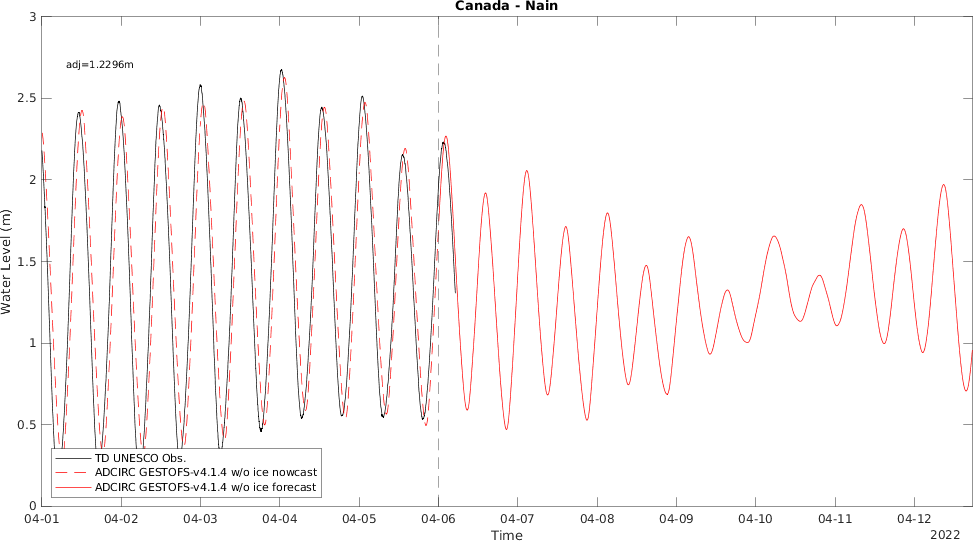 Canada - Nain
adj=1.2296m
Water Level (m)
3
2.5
2
1.5
1
0.5
0
TD UNESCO Obs.
ADCIRC GESTOFS-v4.1.4 w/o ice nowcast
ADCIRC GESTOFS-v4.1.4 w/o ice forecast
04-01 04-02 04-03 04-04 04-05 04-06 04-07 04-08 04-09 04-10 04-11 04-12
Time
2022